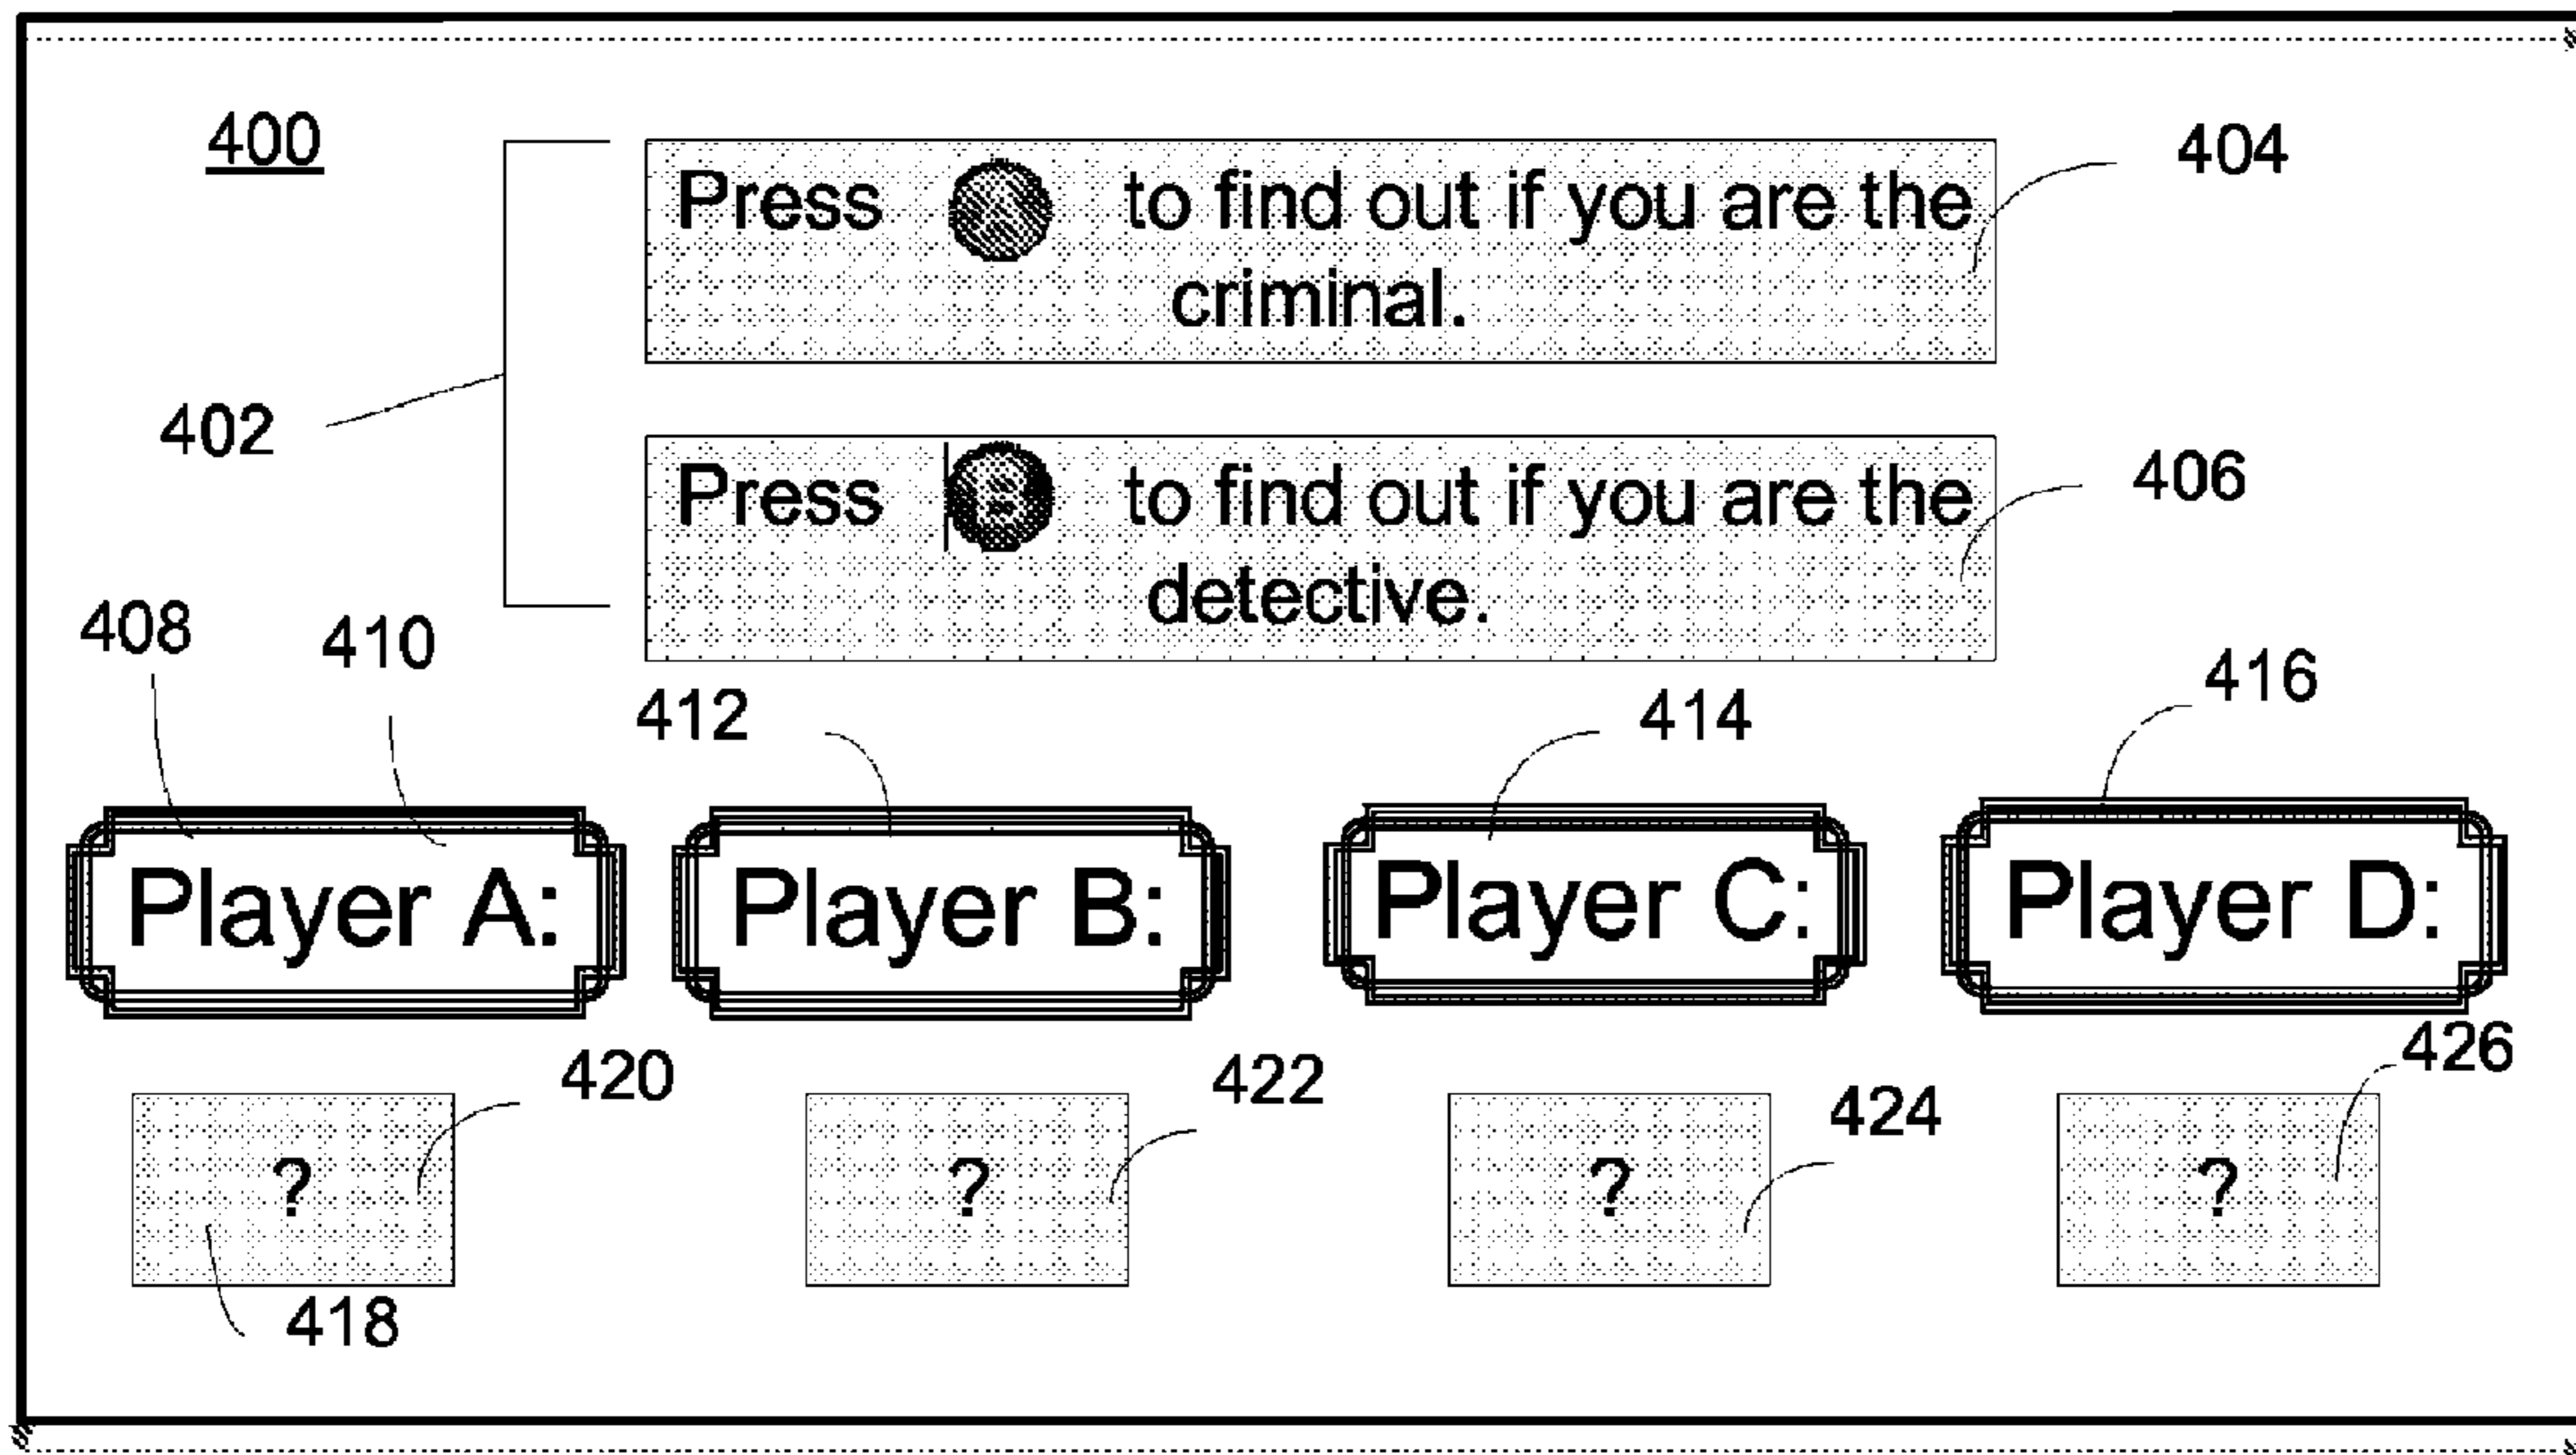 400
404
Press to find out if you are the
criminal.
402
406
Press to find out if you are the
detective.
408
410
412
414
416
Player A:
Player B:
Player C:
Player D:
420
422
424
426
?
?
?
?
418